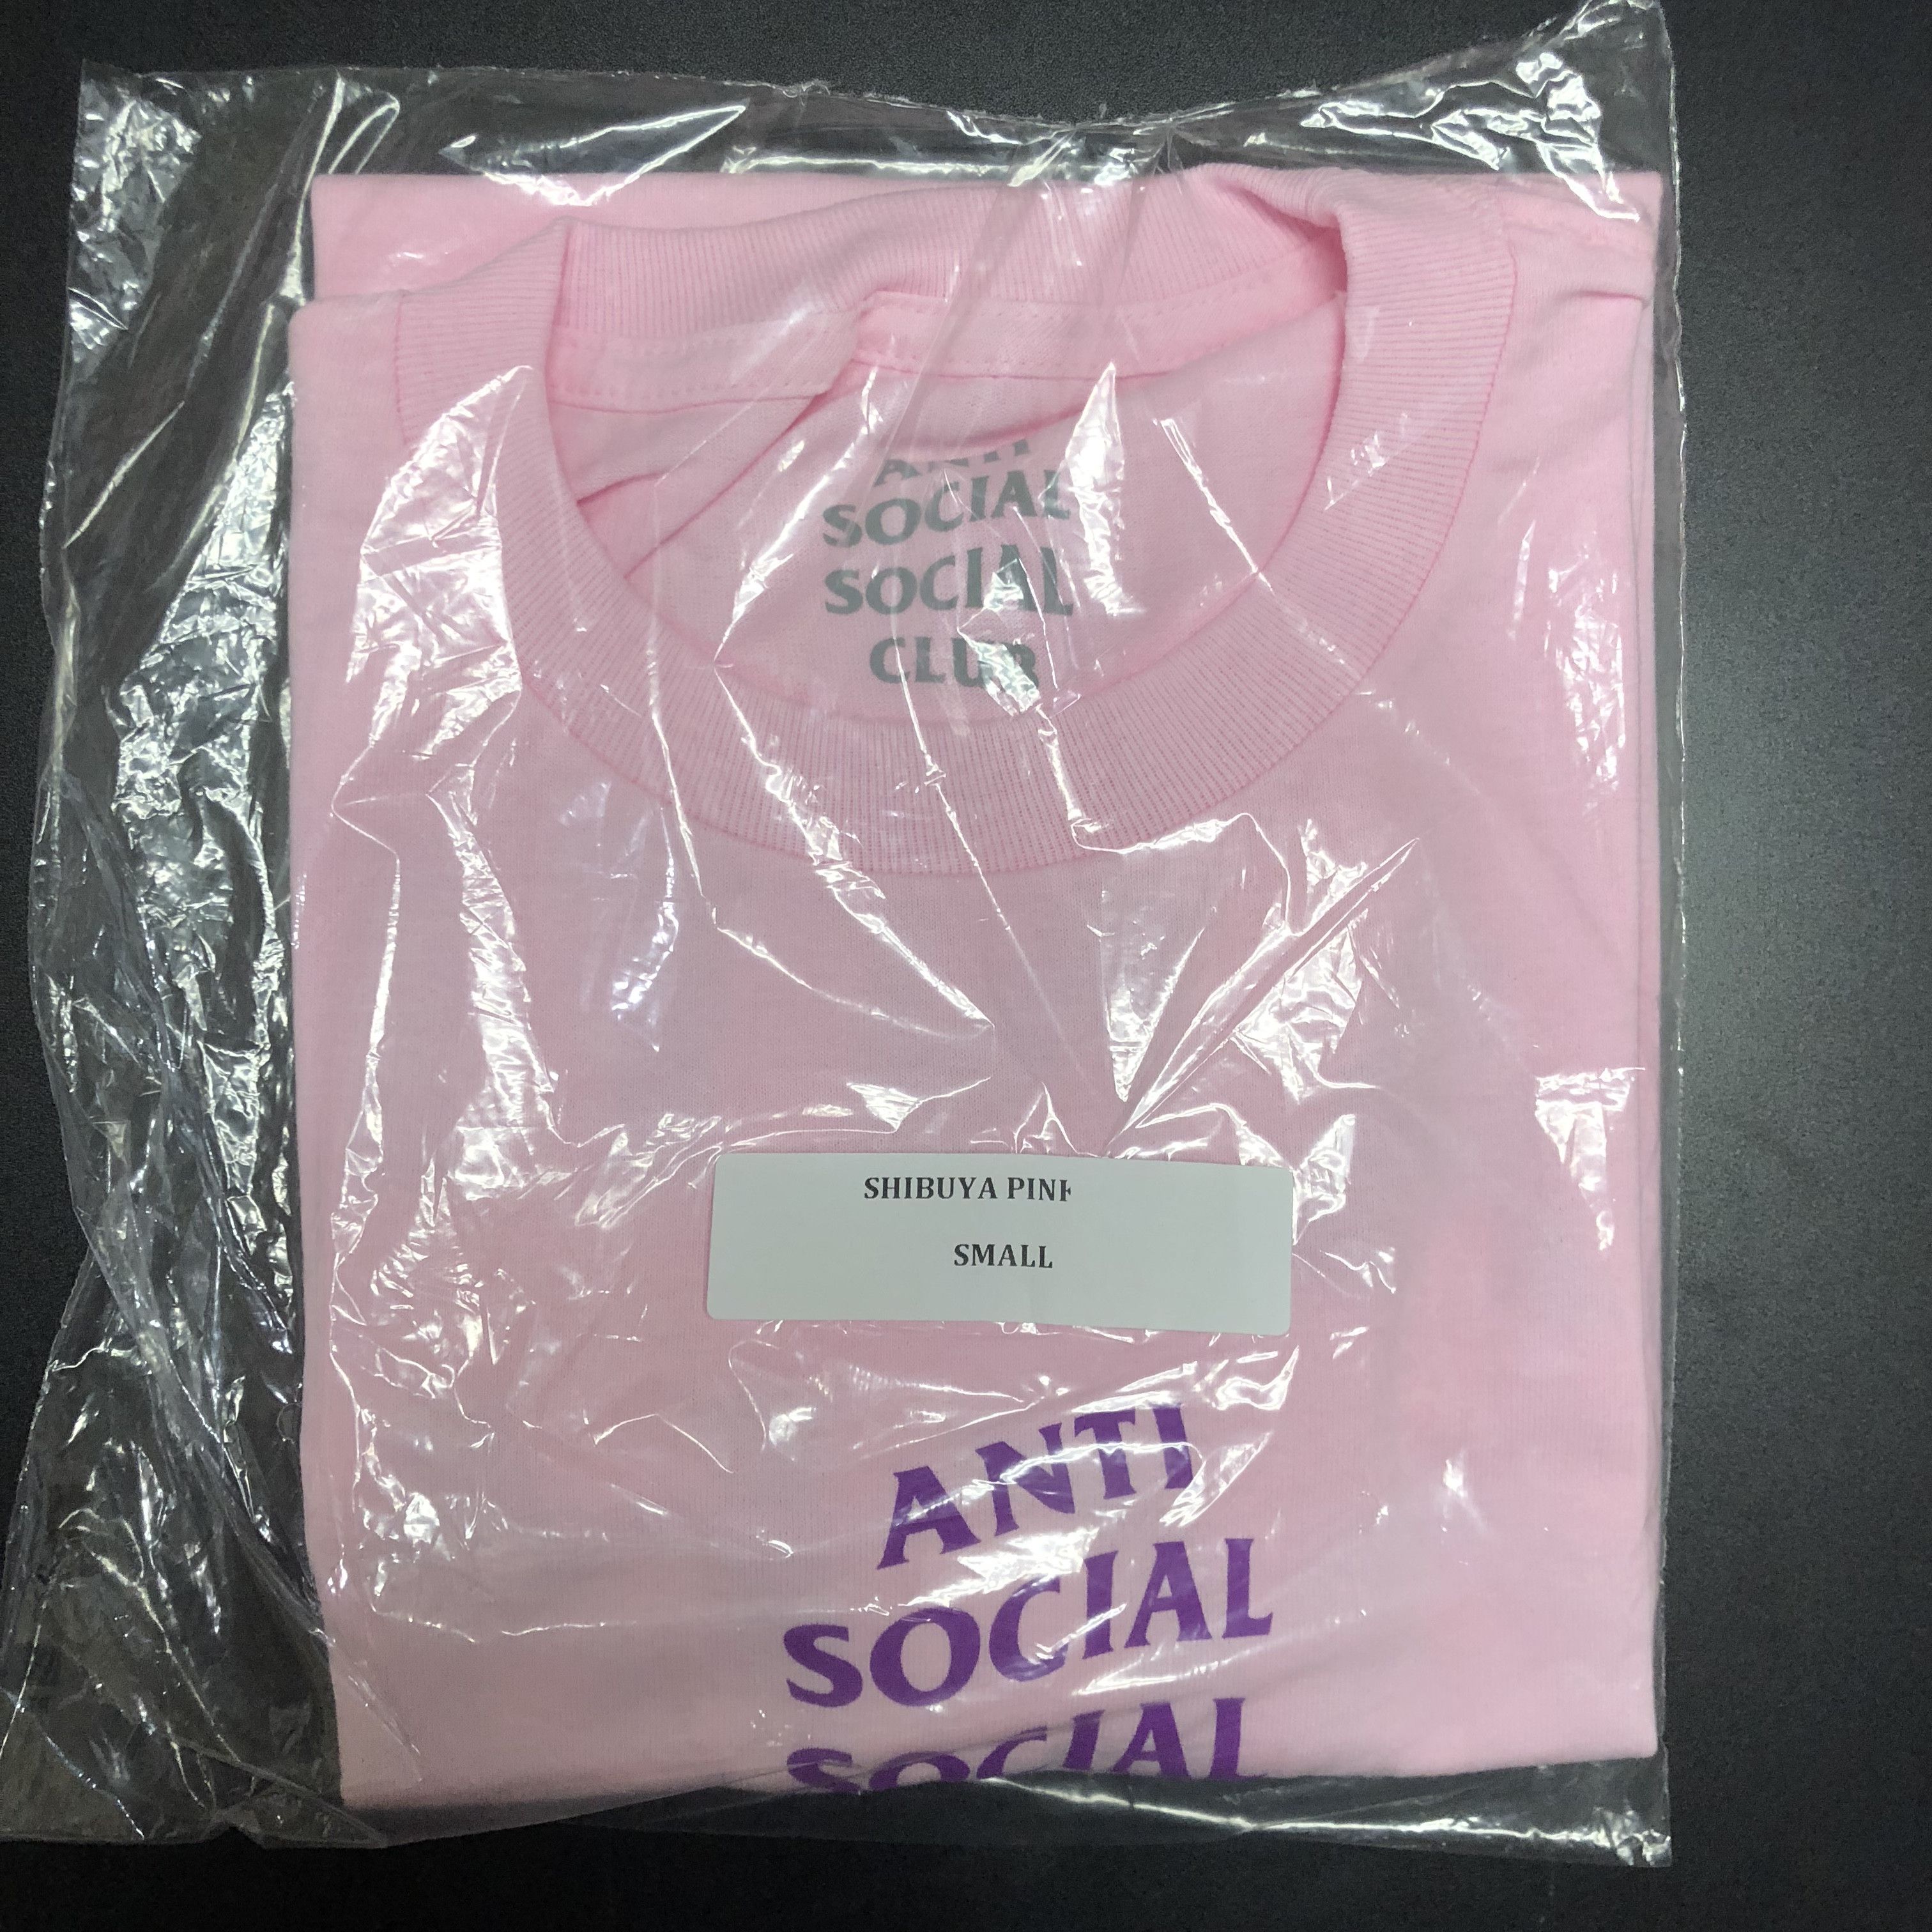 ANTI
SOCIAL
SOCIAL
CLUB
SHIBUYA PINK
SMALL
ANTI
SOCIAL
SOCIAL